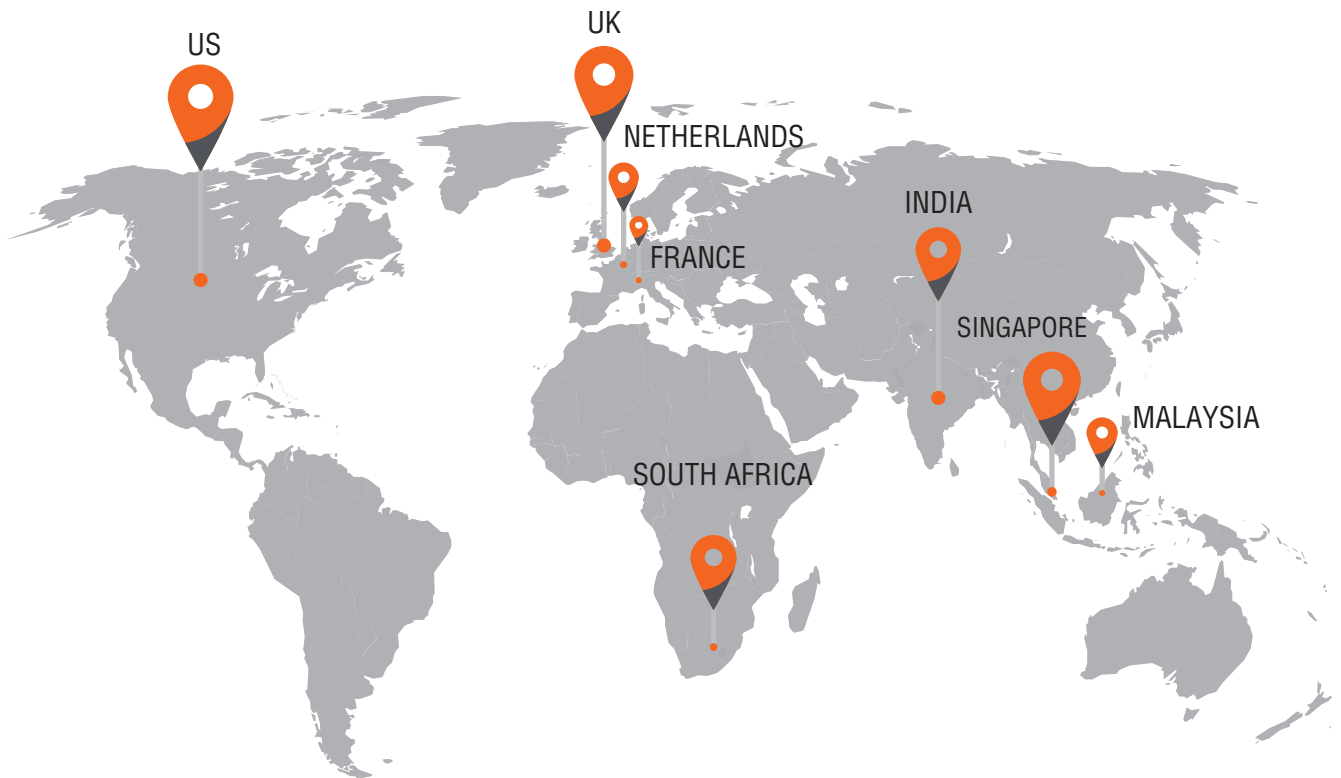 US
UK
NETHERLANDS
FRANCE
INDIA
SINGAPORE
MALAYSIA
SOUTH AFRICA